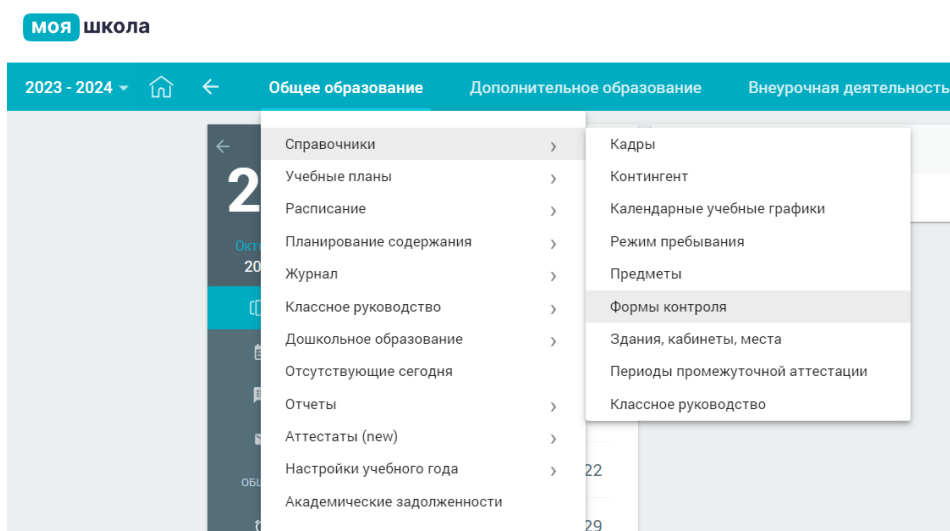 моя школа
2023 - 2024 Общее образование Дополнительное образование Внеурочная деятельность
Справочники
Учебные планы
Расписание
Планирование содержания
Журнал
Классное руководство
Дошкольное образование
Отсутствующие сегодня
Отчеты
Аттестаты (new)
Настройки учебного года
Академические задолженности
Кадры
Контингент
Календарные учебные графики
Режим пребывания
Предметы
Формы контроля
Здания, кабинеты, места
Периоды промежуточной аттестации
Классное руководство
2
20
22
29